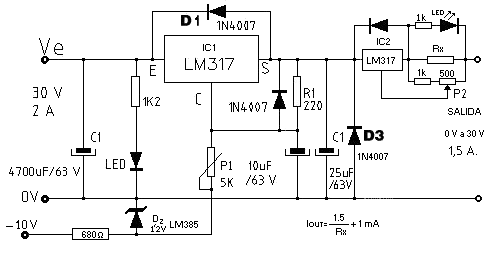 D1
1N4007
LED
1k
Ve
IC1
LM317
E
S
C
IC2
LM317
Rx
1k
500
P2
30 V
2 A
1K2
1N4007
R1
220
SALIDA
0 V a 30 V
1,5 A.
C1
4700uF/63 V
LED
P1
5K
10uF
/63 V
C1
25uF
/63V
D3
1N4007
0V
-10V
680Ω
D2
1'2V
LM385
Iout= 1.5 / Rx + 1 mA